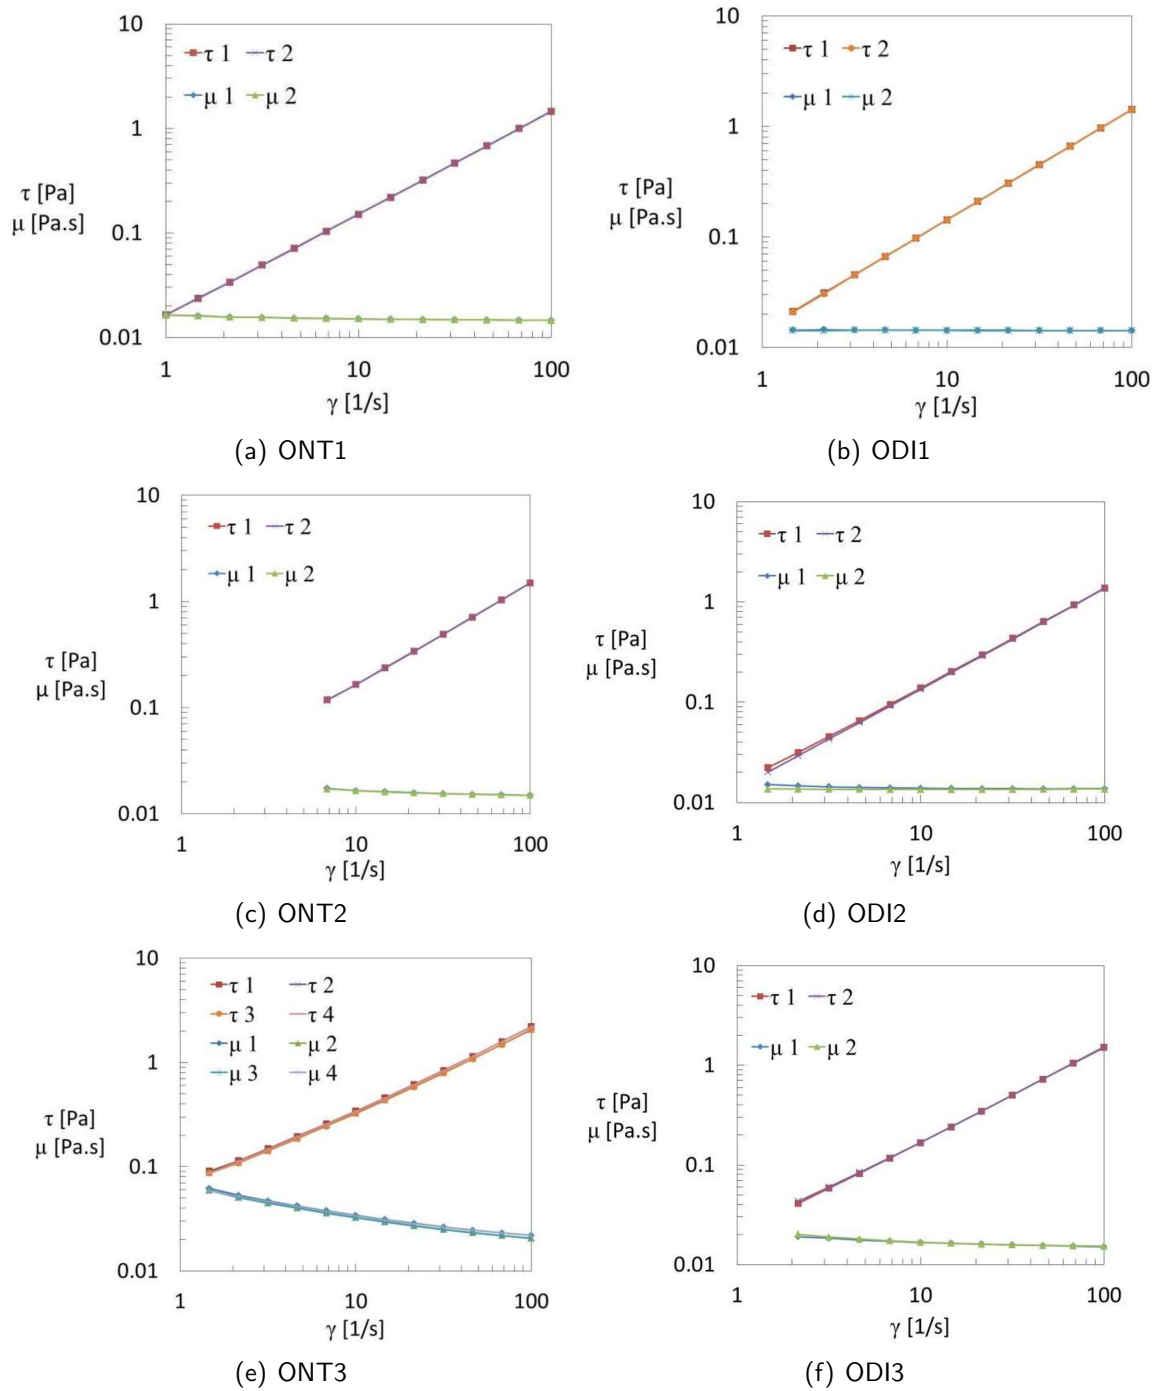 10
τ 1 τ 2
μ 1 μ 2
1
τ [Pa]
μ [Pa.s]
0.1
0.01
1 10 100
γ [1/s]
(a) ONT1
10
τ 1 τ 2
μ 1 μ 2
1
τ [Pa]
μ [Pa.s]
0.1
0.01
1 10 100
γ [1/s]
(b) ODI1
10
τ 1 τ 2
μ 1 μ 2
1
τ [Pa]
μ [Pa.s]
0.1
0.01
1 10 100
γ [1/s]
(c) ONT2
10
τ 1 τ 2
μ 1 μ 2
1
τ [Pa]
μ [Pa.s]
0.1
0.01
1 10 100
γ [1/s]
(d) ODI2
10
τ 1 τ 2
τ 3 τ 4
μ 1 μ 2
μ 3 μ 4
1
τ [Pa]
μ [Pa.s]
0.1
0.01
1 10 100
γ [1/s]
(e) ONT3
10
τ 1 τ 2
μ 1 μ 2
1
τ [Pa]
μ [Pa.s]
0.1
0.01
1 10 100
γ [1/s]
(f) ODI3